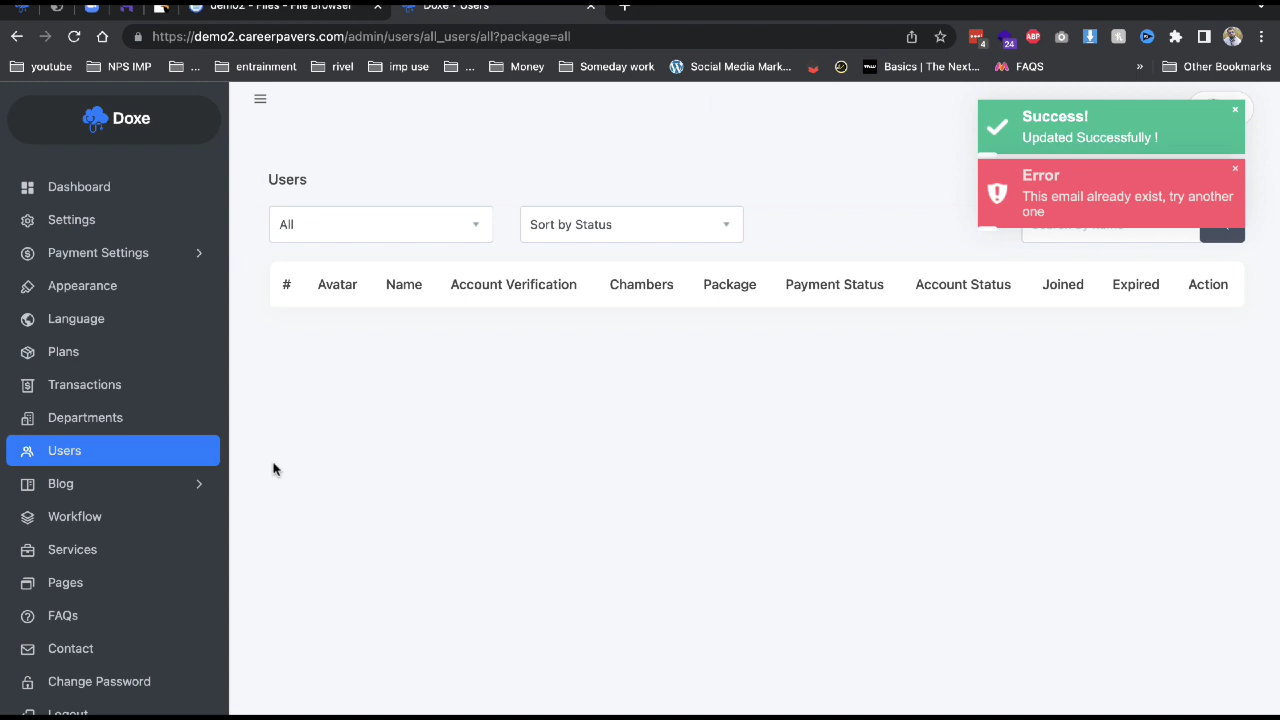 demo2 - Files - File Browser
Doxe • Users
https://demo2.careerpavers.com/admin/users/all_users/all?package=all
4
24
ABP
youtube
NPS IMP
...
entrainment
rivel
imp use
...
Money
Someday work
Social Media Mark...
Basics | The Next...
FAQS
»
Other Bookmarks
Doxe
Dashboard
Settings
Payment Settings
Appearance
Language
Plans
Transactions
Departments
Users
Blog
Workflow
Services
Pages
FAQs
Contact
Change Password
Logout
Success!
Updated Successfully !
Error
This email already exist, try another
one
Users
All
Sort by Status
# Avatar Name Account Verification Chambers Package Payment Status Account Status Joined Expired Action